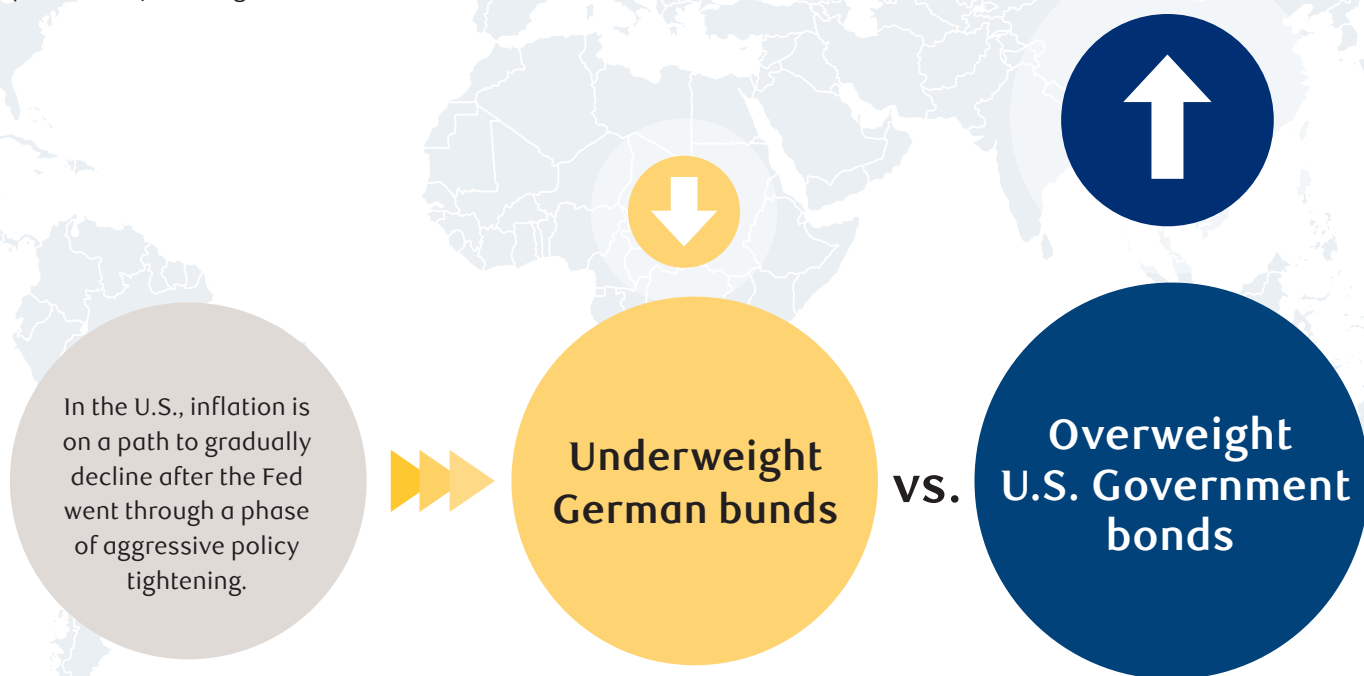 In the U.S., inflation is
on a path to gradually
decline after the Fed
went through a phase
of aggressive policy
tightening.
Underweight
German bunds
vs.
Overweight
U.S. Government
bonds